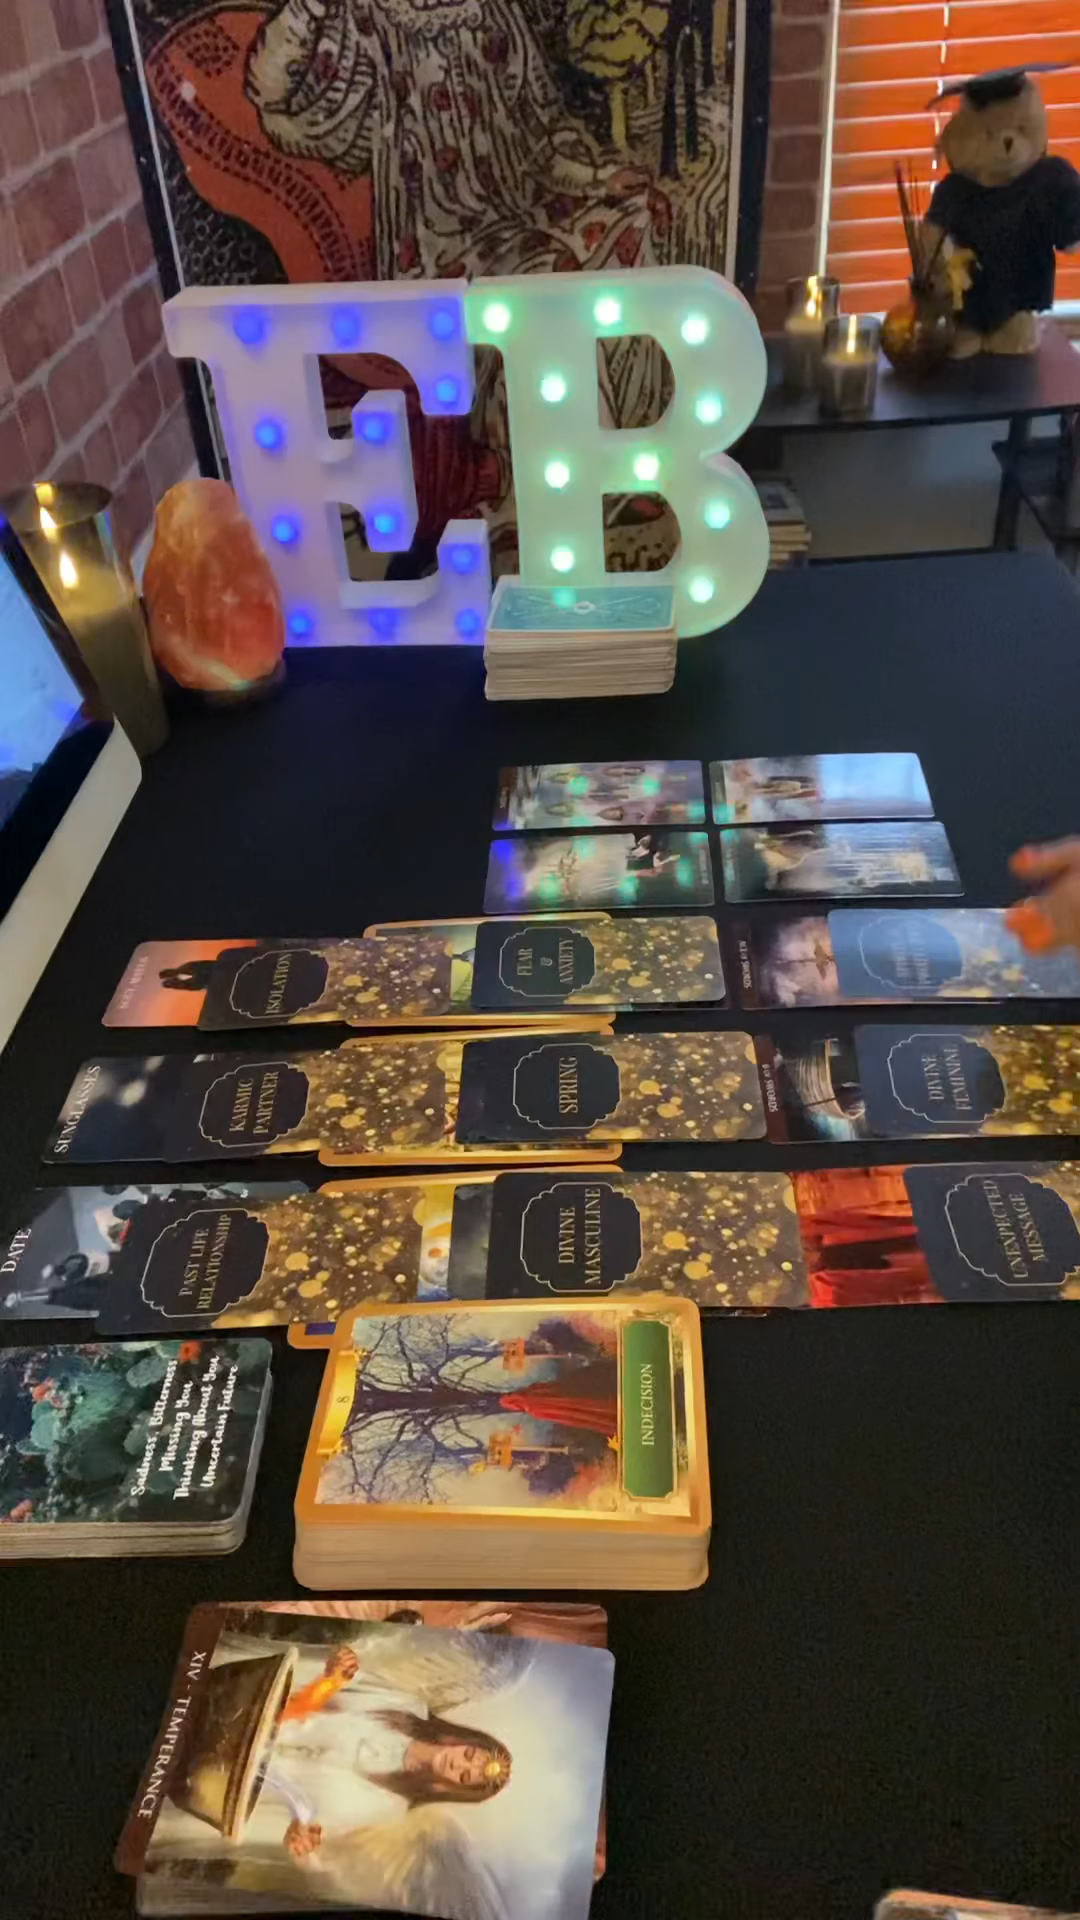 EB
ISOLATION
FEAR
&
ANXIETY
SUNGLASSES
KARMIC
PARTNER
SPRING
DIVINE
FEMININE
DATE
PAST LIFE
RELATIONSHIP
DIVINE
MASCULINE
UNEXPECTED
MESSAGE
Sadness, Bitterness
Missing You
Thinking About You
Uncertain Future
8
INDECISION
XIV - TEMPERANCE